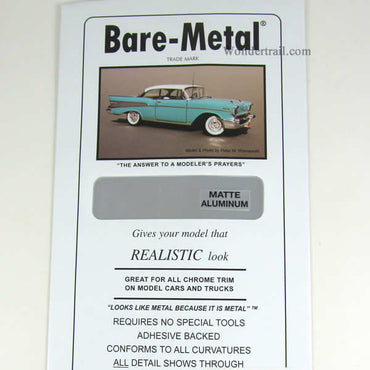 Bare-Metal®
Wondertrail.com
TRADE MARK
"THE ANSWER TO A MODELER'S PRAYERS"
MATTE
ALUMINUM
Gives your model that
REALISTIC look
GREAT FOR ALL CHROME TRIM
ON MODEL CARS AND TRUCKS
"LOOKS LIKE METAL BECAUSE IT IS METAL" ™
REQUIRES NO SPECIAL TOOLS
ADHESIVE BACKED
CONFORMS TO ALL CURVATURES
ALL DETAIL SHOWS THROUGH